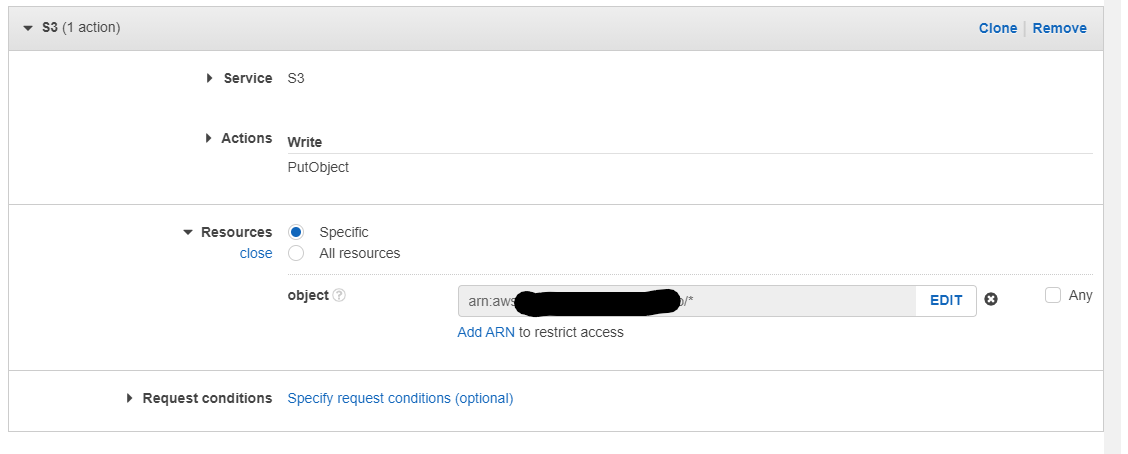 S3 (1 action)
Clone Remove
Service S3
Actions Write
PutObject
Resources Specific
close All resources
object ? arn:aws /* EDIT Any
Add ARN to restrict access
Request conditions Specify request conditions (optional)